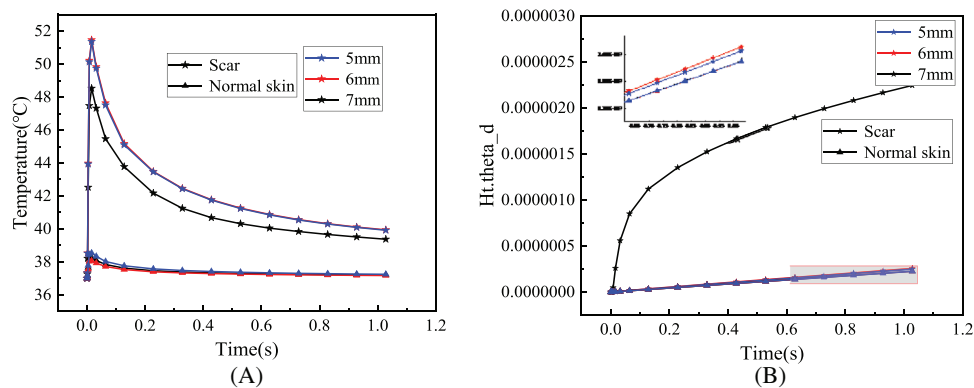 (A)
Temperature(℃)
52
50
48
46
44
42
40
38
36
0.0 0.2 0.4 0.6 0.8 1.0 1.2
Time(s)
Scar
Normal skin
5mm
6mm
7mm
(A)
B
Ht.theta_d
0.0000030
0.0000025
0.0000020
0.0000015
0.0000010
0.0000005
0.0000000
0.0 0.2 0.4 0.6 0.8 1.0 1.2
Time(s)
5mm
6mm
7mm
Scar
Normal skin
(B)